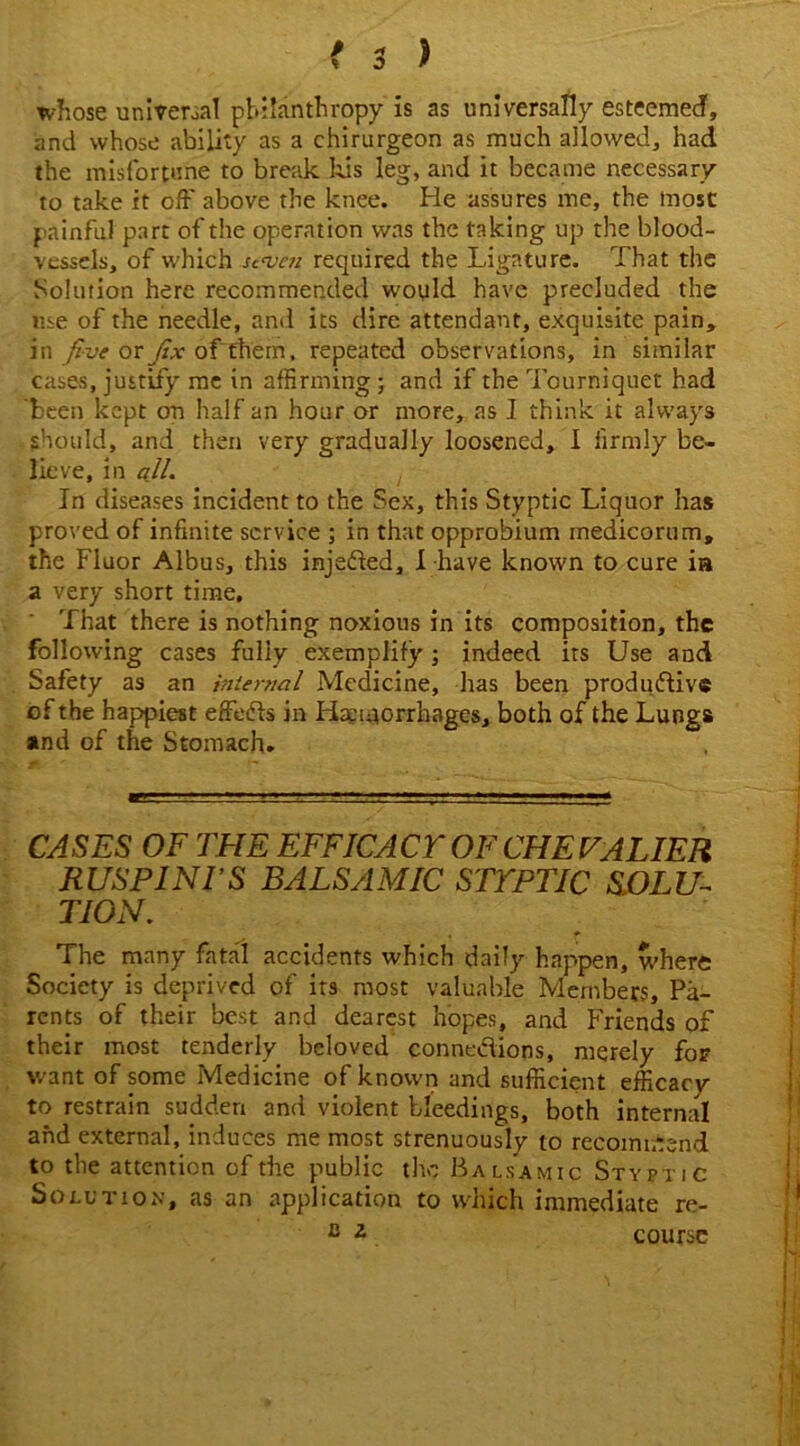 ( 3 )
whose universal philanthropy is as universally esteemed,
and whose ability as a chirurgeon as much allowed, had
the misfortune to break his leg, and it became necessary
to take it off above the knee. He assures me, the most
painful part of the operation was the taking up the blood-
vessels, of which seven required the Ligature. That the
Solution here recommended would have precluded the
use of the needle, and its dire attendant, exquisite pain,
in five or six of them, repeated observations, in similar
cases, justify me in affirming; and if the Tourniquet had
been kept on half an hour or more, as I think it always
should, and then very gradually loosened, I firmly be-
lieve, in all.
In diseases incident to the Sex, this Styptic Liquor has
proved of infinite service ; in that opprobium medicorum,
the Fluor Albus, this injected, I have known to cure in
a very short time.
That there is nothing noxious in its composition, the
following cases fully exemplify ; indeed its Use and
Safety as an internal Medicine, has been productive
of the happiest effects in Hæmorrhages, both of the Lungs
and of the Stomach.
CASES OF THE EFFICACY OF CHEVALIER
RUSPINI'S BALSAMIC STYPTIC SOLU-
TION.
The many fatal accidents which daily happen, where
Society is deprived of its most valuable Members, Pa-
rents of their best and dearest hopes, and Friends of
their most tenderly beloved connections, merely for
want of some Medicine of known and sufficient efficacy
to restrain sudden and violent bleedings, both internal
and external, induces me most strenuously to recommend
to the attention of the public the BALSAMIC STYPTIC
SOLUTION, as an application to which immediate re-
B 2 course